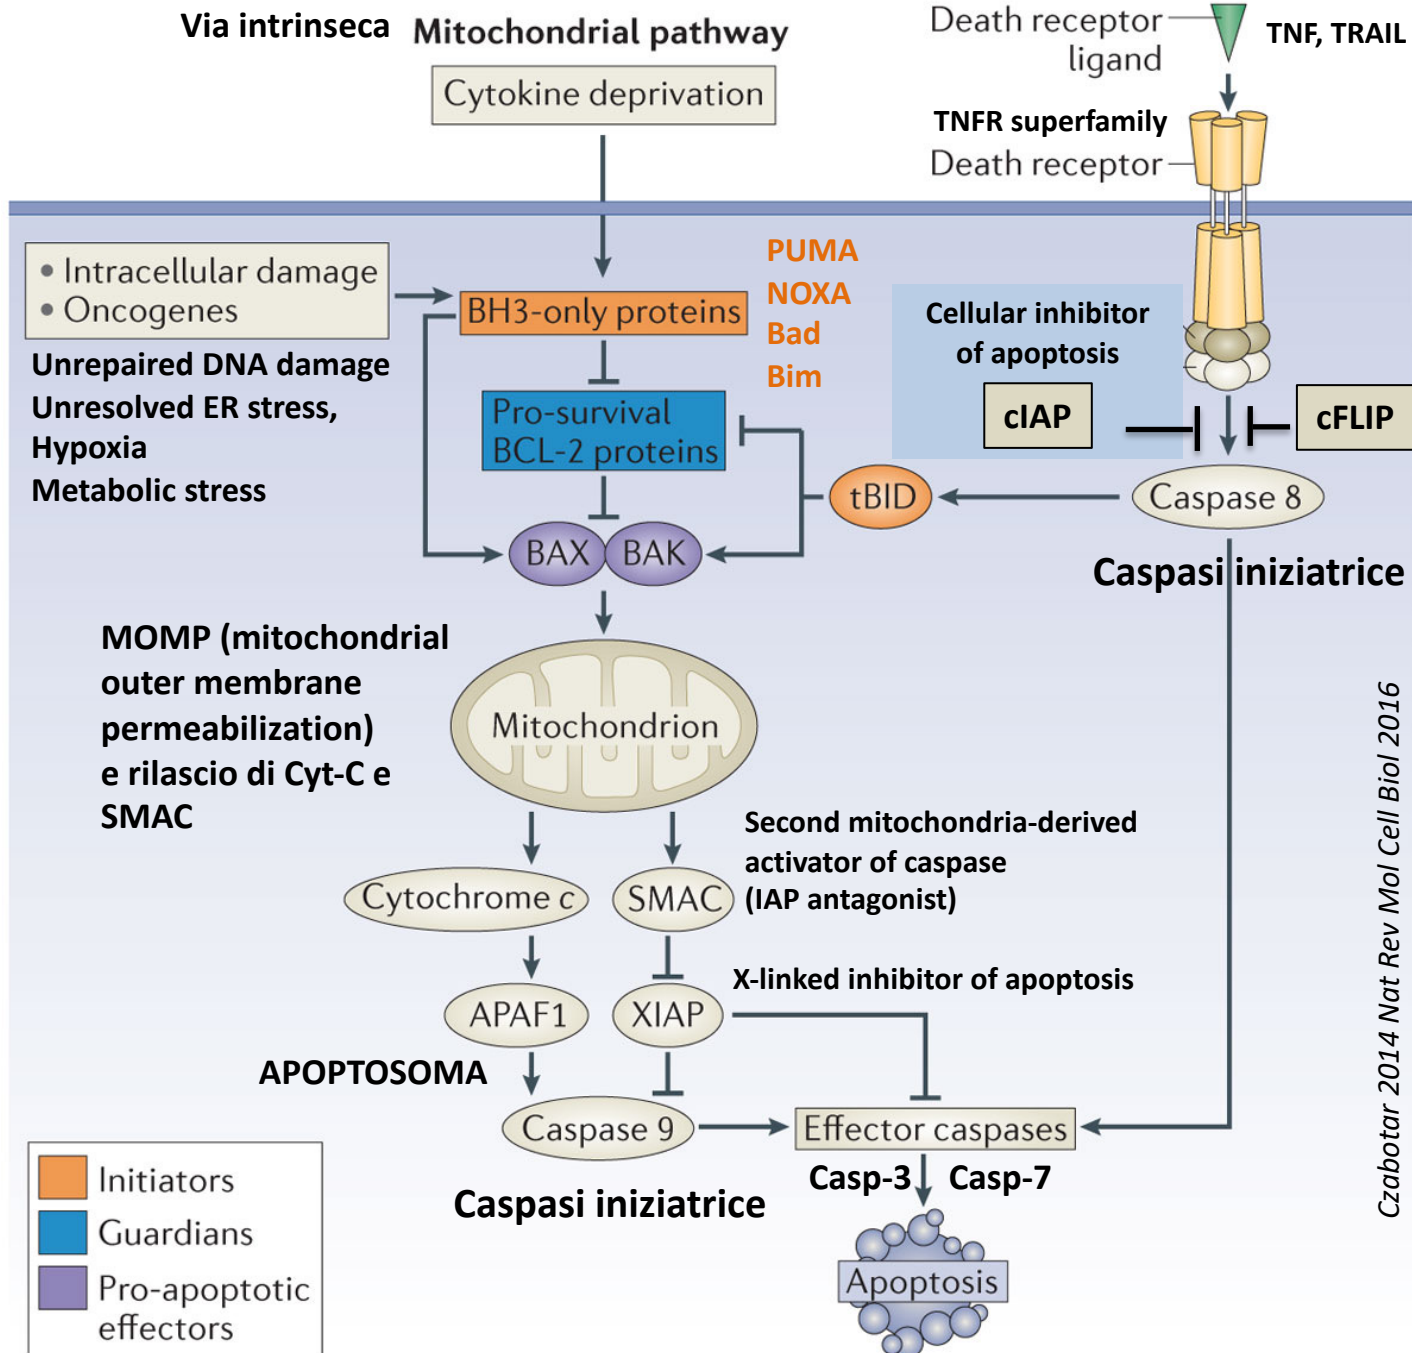 Via intrinseca
Mitochondrial pathway
Cytokine deprivation
Death receptor
ligand
TNF, TRAIL
TNFR superfamily
Death receptor
• Intracellular damage
• Oncogenes
Unrepaired DNA damage
Unresolved ER stress,
Hypoxia
Metabolic stress
BH3-only proteins
PUMA
NOXA
Bad
Bim
Pro-survival
BCL-2 proteins
Cellular inhibitor
of apoptosis
cIAP
cFLIP
tBID
Caspase 8
Caspasi iniziatrice
BAX
BAK
MOMP (mitochondrial
outer membrane
permeabilization)
e rilascio di Cyt-C e
SMAC
Mitochondrion
Second mitochondria-derived
activator of caspase
(IAP antagonist)
Cytochrome c
SMAC
X-linked inhibitor of apoptosis
APAF1
XIAP
APOPTOSOMA
Caspase 9
Effector caspases
Caspasi iniziatrice
Casp-3
Casp-7
Apoptosis
Initiators
Guardians
Pro-apoptotic
effectors
Czabotar 2014 Nat Rev Mol Cell Biol 2016